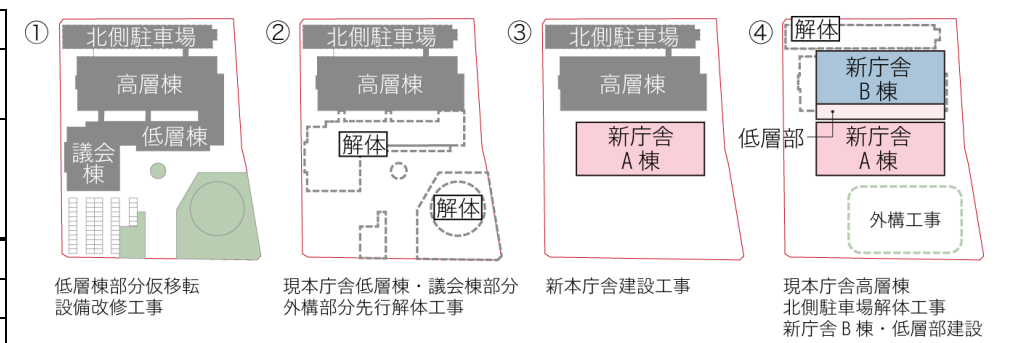 ①
北側駐車場
高層棟
低層棟
議会
棟
低層棟部分仮移転
設備改修工事
②
北側駐車場
高層棟
解体
解体
現本庁舎低層棟・議会棟部分
外構部分先行解体工事
③
北側駐車場
高層棟
新庁舎
A 棟
新本庁舎建設工事
④
解体
新庁舎
B 棟
低層部
新庁舎
A 棟
外構工事
現本庁舎高層棟
北側駐車場解体工事
新庁舎 B 棟・低層部建設